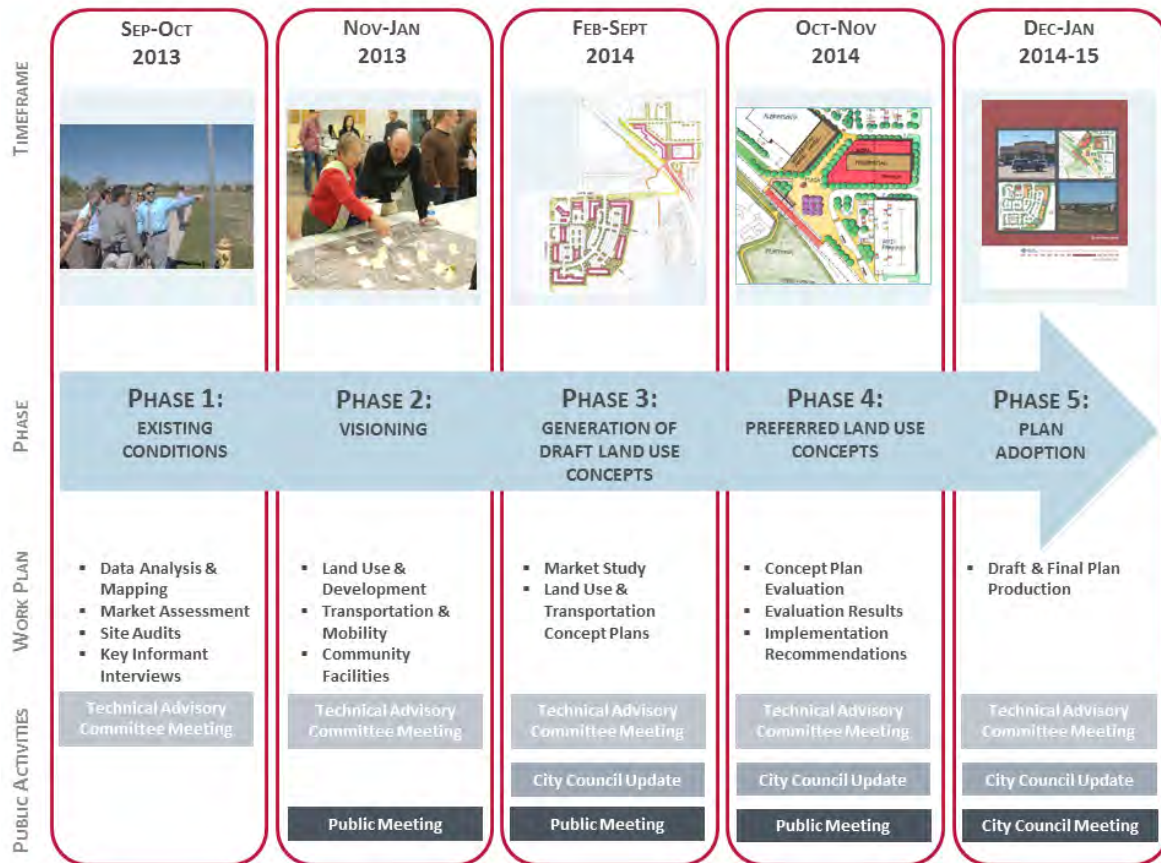 TIMEFRAME
SEP-OCT
2013
NOV-JAN
2013
FEB-SEPT
2014
OCT-NOV
2014
DEC-JAN
2014-15
PHASE
PHASE 1:
EXISTING
CONDITIONS
PHASE 2:
VISIONING
PHASE 3:
GENERATION OF
DRAFT LAND USE
CONCEPTS
PHASE 4:
PREFERRED LAND USE
CONCEPTS
PHASE 5:
PLAN
ADOPTION
WORK PLAN
▪ Data Analysis &
Mapping
▪ Market Assessment
▪ Site Audits
▪ Key Informant
Interviews
▪ Land Use &
Development
▪ Transportation &
Mobility
▪ Community
Facilities
▪ Market Study
▪ Land Use &
Transportation
Concept Plans
▪ Concept Plan
Evaluation
▪ Evaluation Results
▪ Implementation
Recommendations
▪ Draft & Final Plan
Production
PUBLIC ACTIVITIES
Technical Advisory
Committee Meeting
Technical Advisory
Committee Meeting
Public Meeting
Technical Advisory
Committee Meeting
City Council Update
Public Meeting
Technical Advisory
Committee Meeting
City Council Update
Public Meeting
Technical Advisory
Committee Meeting
City Council Update
City Council Meeting